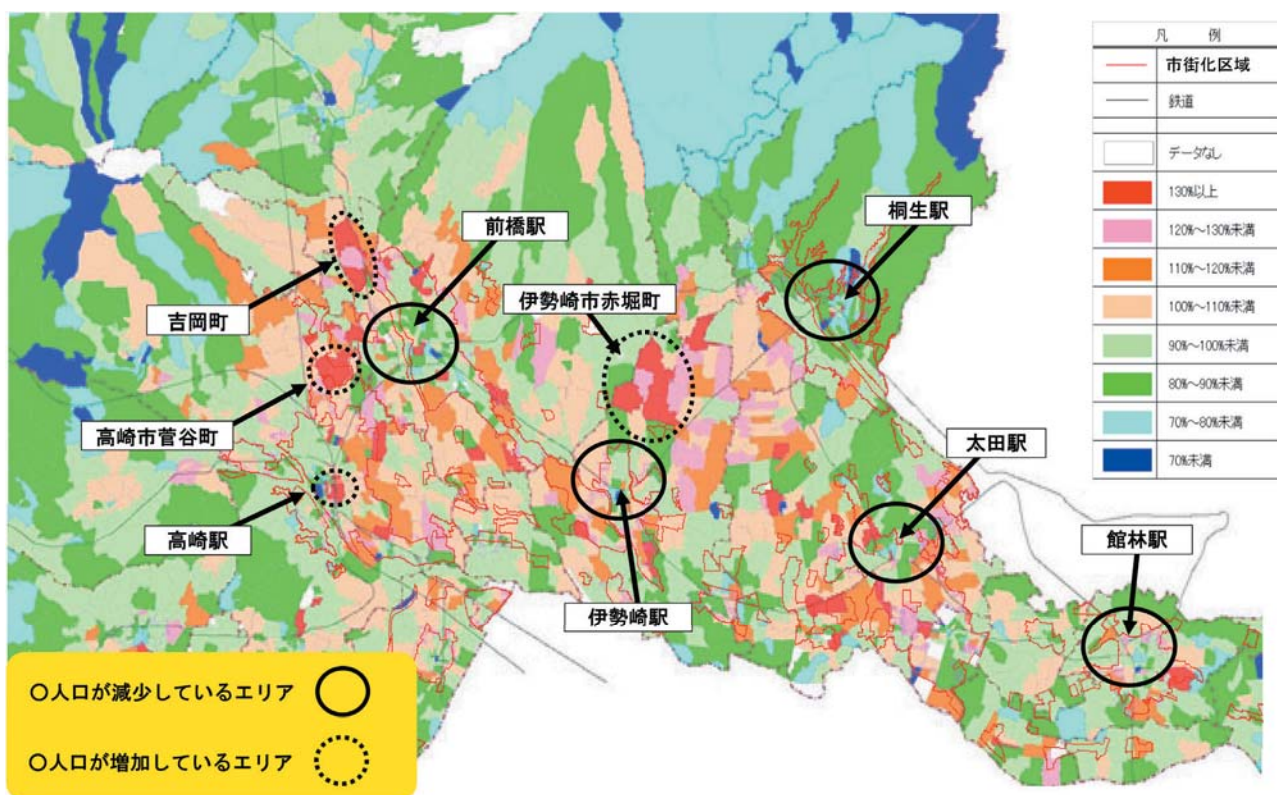 凡 例
市街化区域
鉄道
データなし
130%以上
120%～130%未満
110%～120%未満
100%～110%未満
90%～100%未満
80%～90%未満
70%～80%未満
70%未満
前橋駅
桐生駅
伊勢崎市赤堀町
吉岡町
高崎市菅谷町
太田駅
高崎駅
館林駅
伊勢崎駅
○人口が減少しているエリア
○人口が増加しているエリア